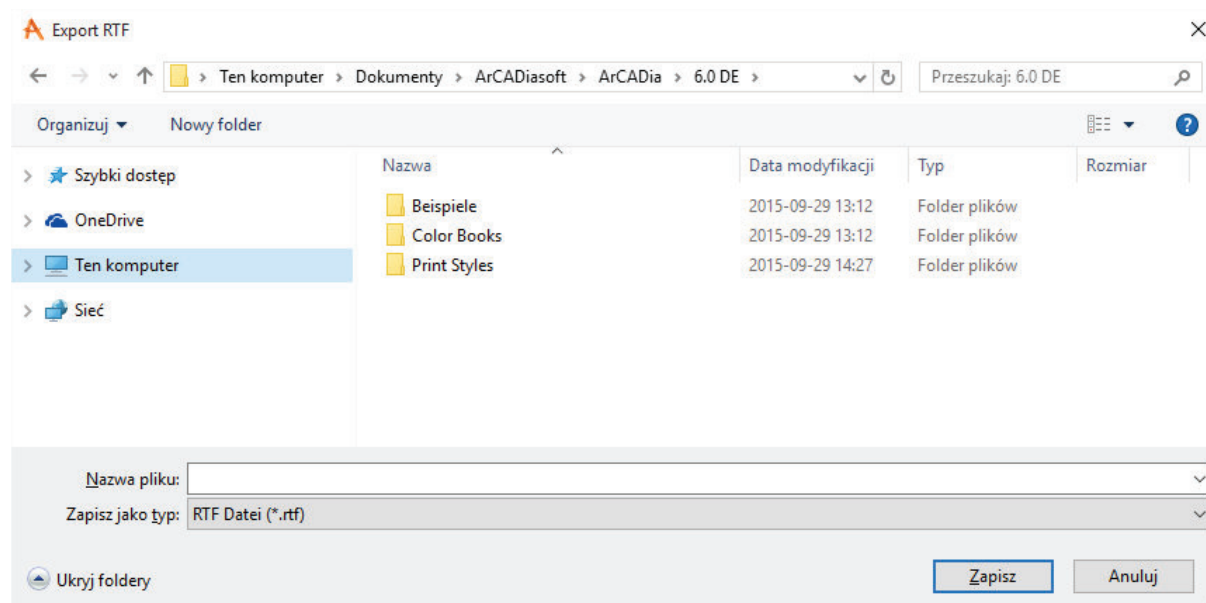 Export RTF
Ten komputer > Dokumenty > ArCADiasoft > ArCADia > 6.0 DE >
Przeszukaj: 6.0 DE
Organizuj Nowy folder
Szybki dostęp
OneDrive
Ten komputer
Sieć
Nazwa Data modyfikacji Typ Rozmiar
Beispiele 2015-09-29 13:12 Folder plików
Color Books 2015-09-29 13:12 Folder plików
Print Styles 2015-09-29 14:27 Folder plików
Nazwa pliku:
Zapisz jako typ: RTF Datei (*.rtf)
Ukryj foldery Zapisz Anuluj